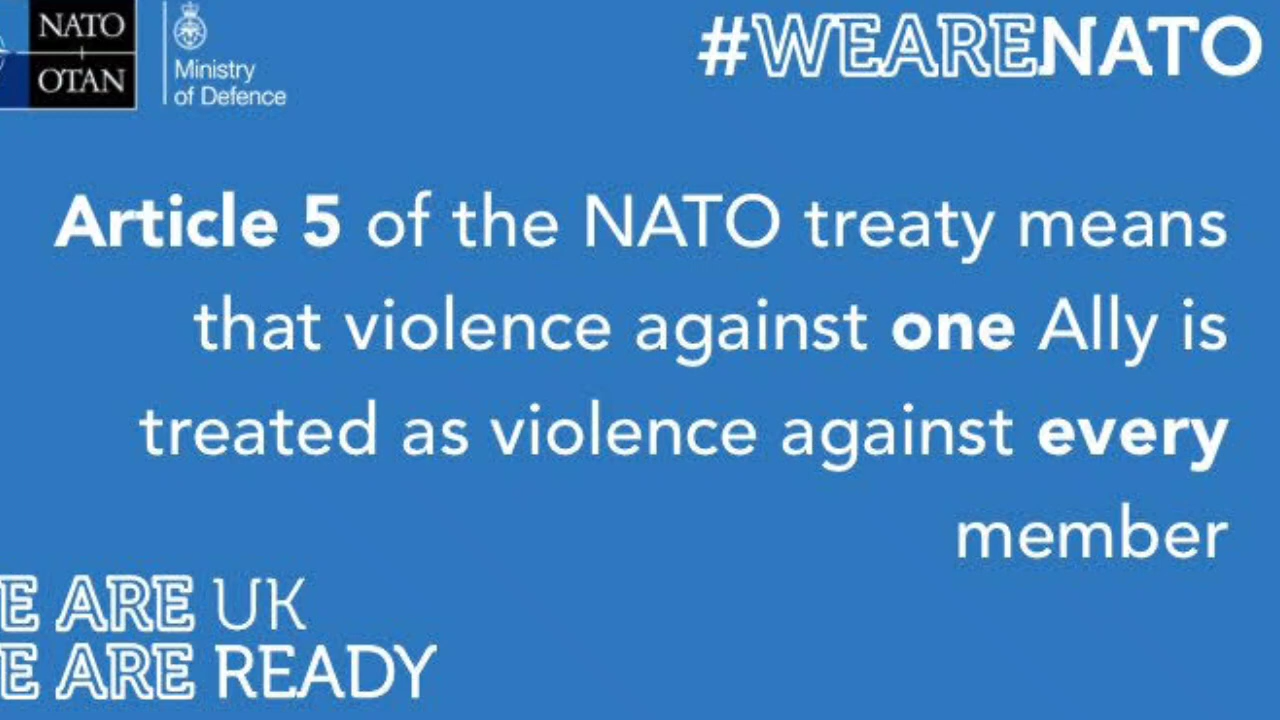 NATO
OTAN
Ministry
of Defence
#WEARENATO
Article 5 of the NATO treaty means
that violence against one Ally is
treated as violence against every
member
E ARE UK
E ARE READY